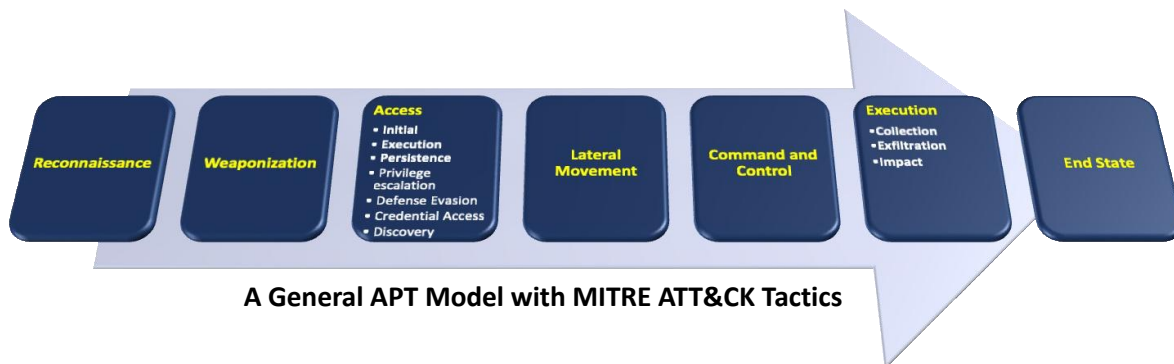 Reconnaissance
Weaponization
Access
▪ Initial
▪ Execution
▪ Persistence
▪ Privilege
escalation
▪ Defense Evasion
▪ Credential Access
▪ Discovery
Lateral
Movement
Command and
Control
Execution
▪ Collection
▪ Exfiltration
▪ Impact
End State
A General APT Model with MITRE ATT&CK Tactics